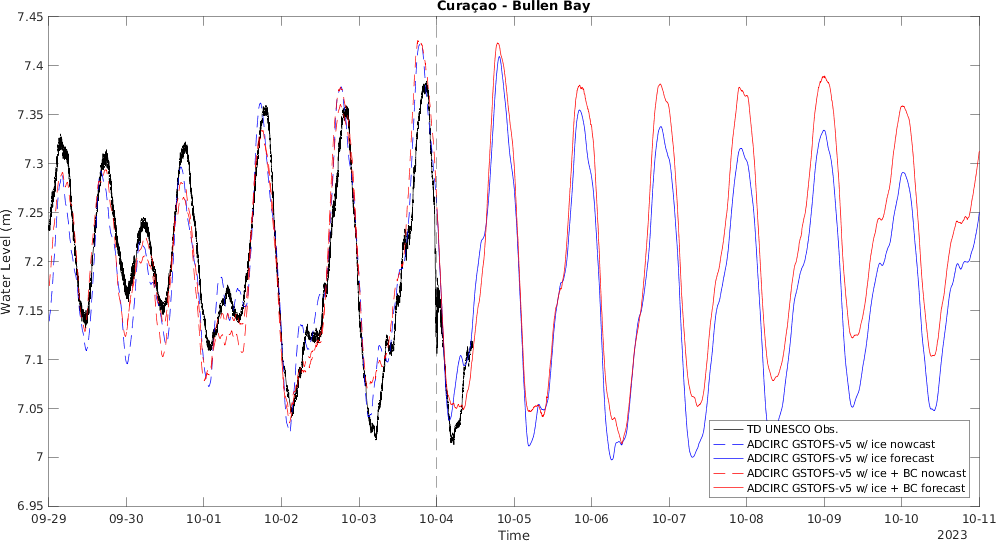 Curaçao - Bullen Bay
7.45
7.4
7.35
7.3
7.25
7.2
7.15
7.1
7.05
7
6.95
Water Level (m)
TD UNESCO Obs.
ADCIRC GSTOFS-v5 w/ ice nowcast
ADCIRC GSTOFS-v5 w/ ice forecast
ADCIRC GSTOFS-v5 w/ ice + BC nowcast
ADCIRC GSTOFS-v5 w/ ice + BC forecast
09-29 09-30 10-01 10-02 10-03 10-04 10-05 10-06 10-07 10-08 10-09 10-10 10-11
Time
2023